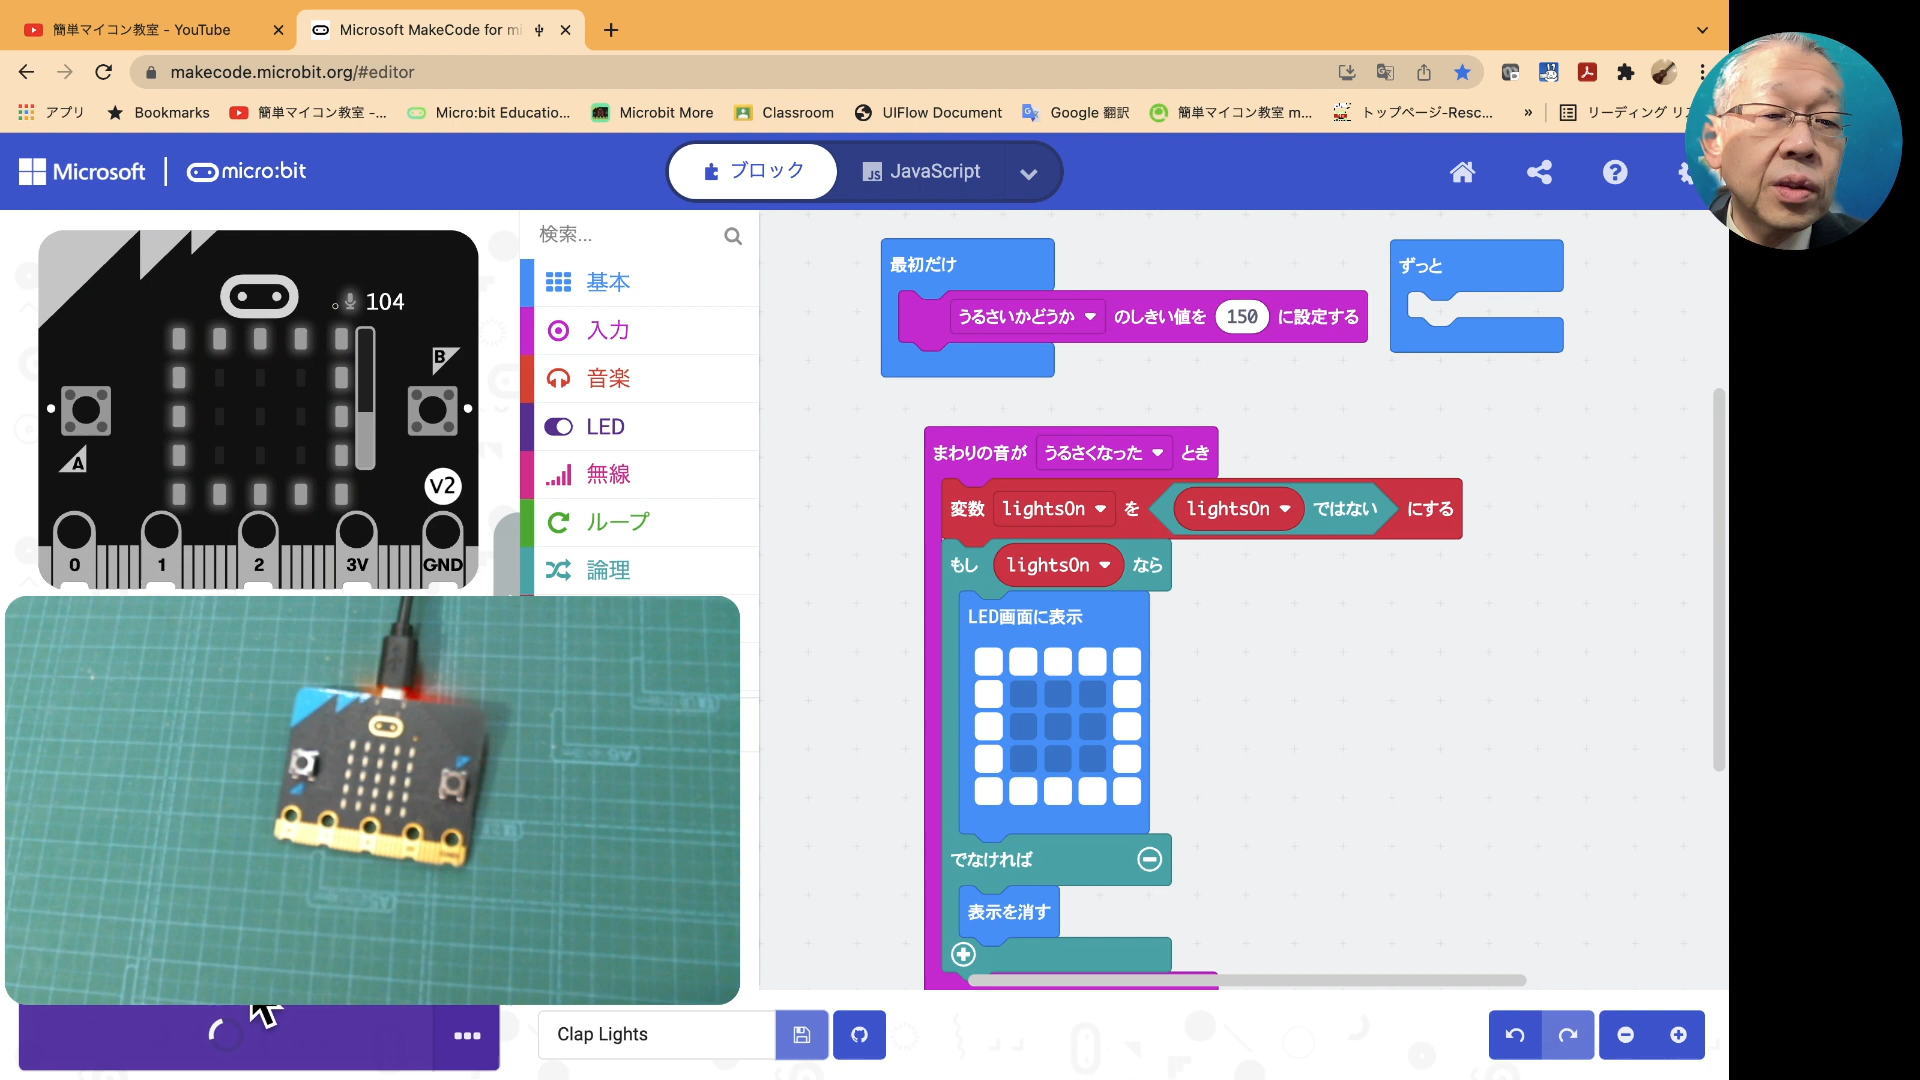 簡単マイコン教室 - YouTube
Microsoft MakeCode for mi
makecode.microbit.org/#editor
アプリ
Bookmarks
簡単マイコン教室 -...
Micro:bit Educatio...
Microbit More
Classroom
UIFlow Document
Google 翻訳
簡単マイコン教室 m...
トップページ-Resc...
»
リーディング リ
Microsoft
micro:bit
ブロック
JS JavaScript
104
B
A
V2
0
1
2
3V
GND
検索...
基本
入力
音楽
LED
無線
ループ
論理
最初だけ
うるさいかどうか のしきい値を 150 に設定する
ずっと
まわりの音が うるさくなった とき
変数 lightsOn を lightsOn ではない にする
もし lightsOn なら
LED画面に表示
でなければ
表示を消す
Clap Lights